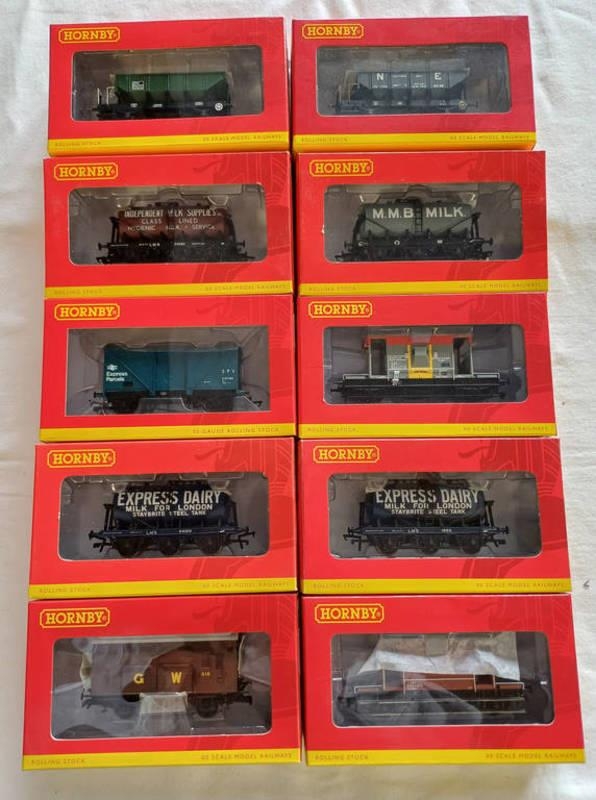 HORNBY
ROLLING STOCK
00 SCALE MODEL RAILWAYS
HORNBY
N E
ROLLING STOCK
00 SCALE MODEL RAILWAYS
HORNBY
INDEPENDENT MILK SUPPLIES
GLASS LINED
HYGIENIC MILK SERVICE
LMS
ROLLING STOCK
00 SCALE MODEL RAILWAYS
HORNBY
M.M.B. MILK
G W
ROLLING STOCK
00 SCALE MODEL RAILWAYS
HORNBY
Express
Parcels
00 GAUGE ROLLING STOCK
HORNBY
ROLLING STOCK
00 SCALE MODEL RAILWAYS
HORNBY
EXPRESS DAIRY
MILK FOR LONDON
STAYBRITE STEEL TANK
LMS
ROLLING STOCK
00 SCALE MODEL RAILWAYS
HORNBY
EXPRESS DAIRY
MILK FOR LONDON
STAYBRITE STEEL TANK
LMS
ROLLING STOCK
00 SCALE MODEL RAILWAYS
HORNBY
G W
ROLLING STOCK
00 SCALE MODEL RAILWAYS
HORNBY
ROLLING STOCK
00 SCALE MODEL RAILWAYS